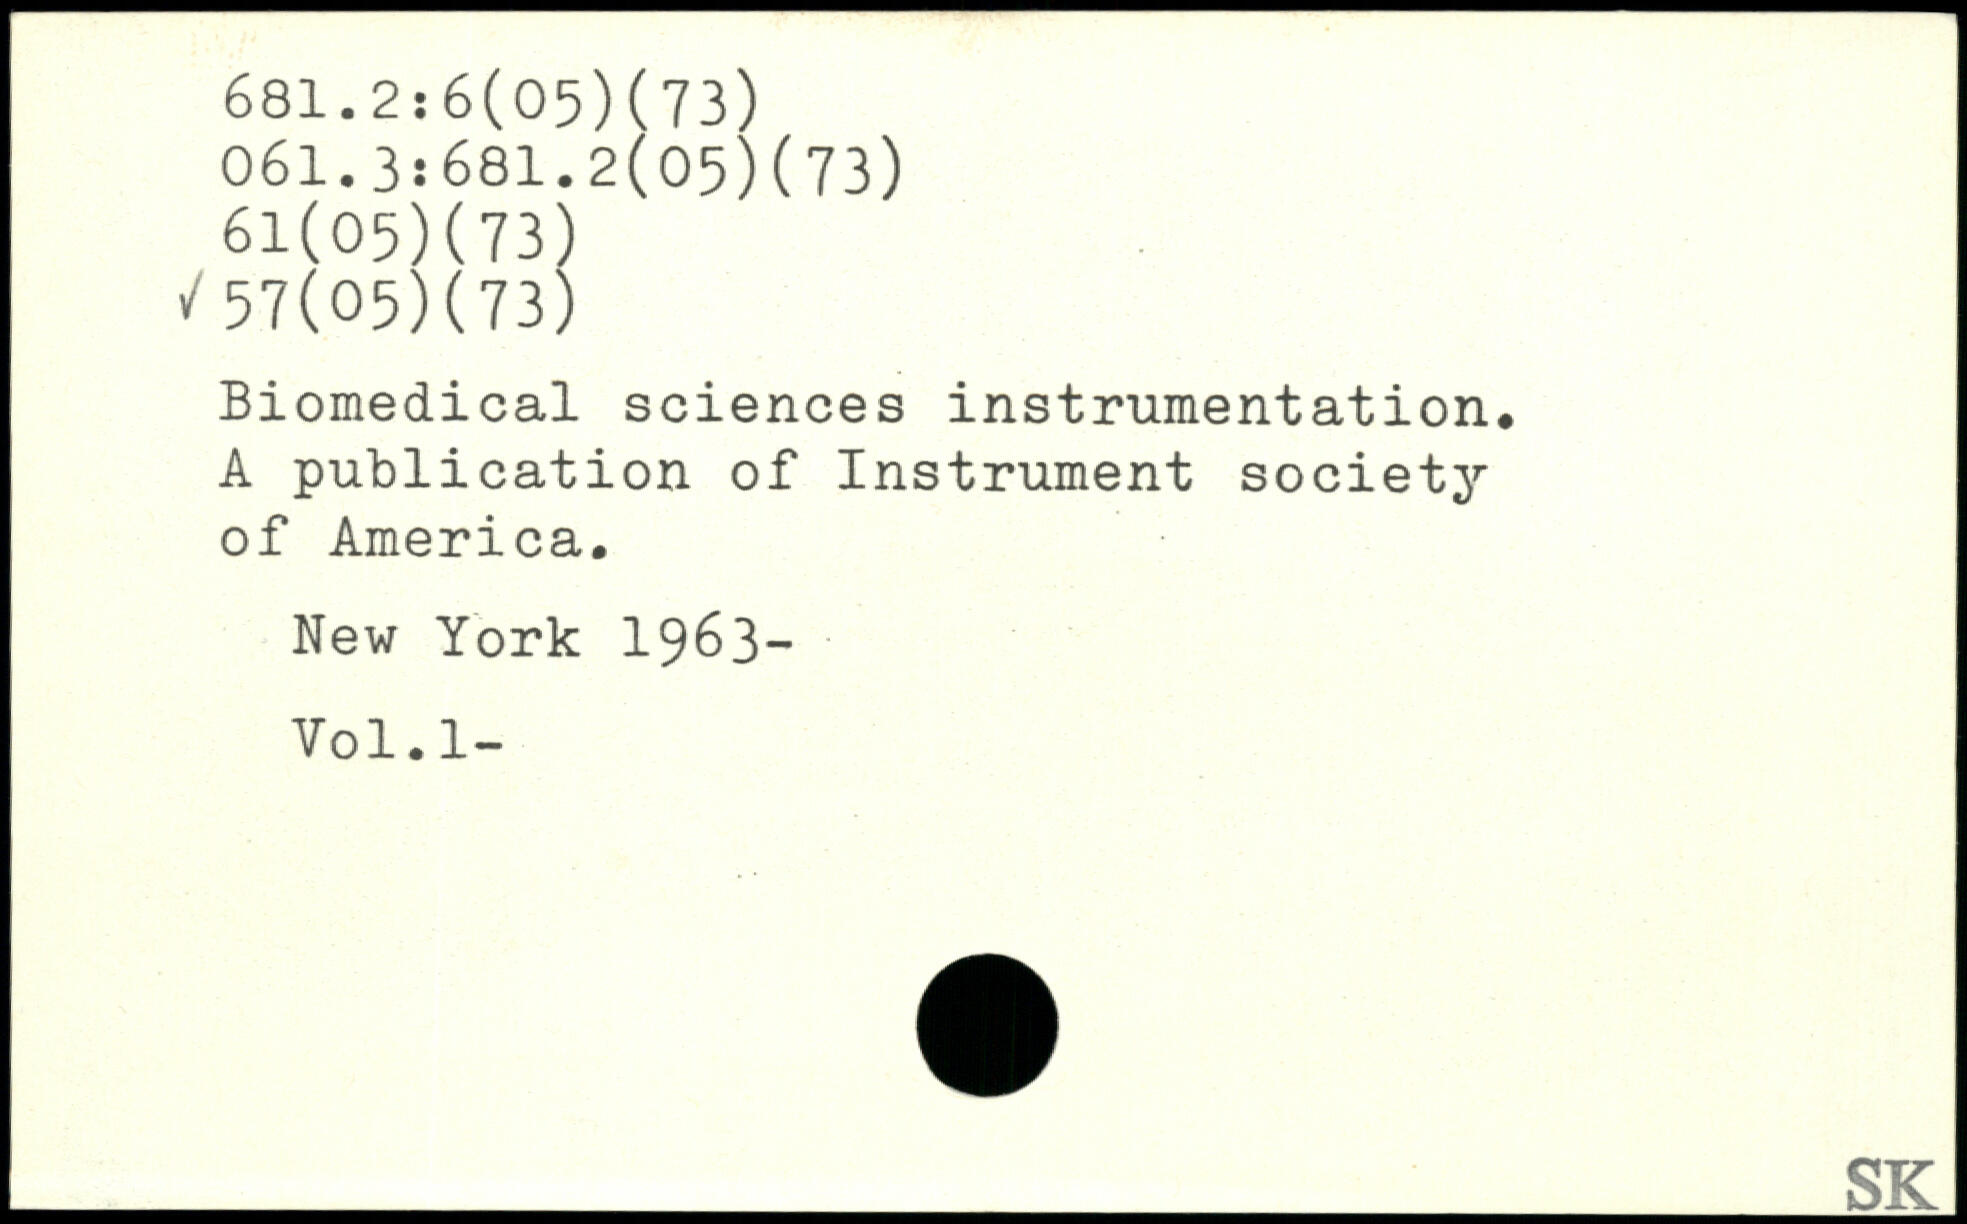 681.2:6(05)(73)
061.3:681.2(05)(73)
61(05)(73)
✓ 57(05)(73)
Biomedical sciences instrumentation.
A publication of Instrument society
of America.
New York 1963-
Vol.1-
SK